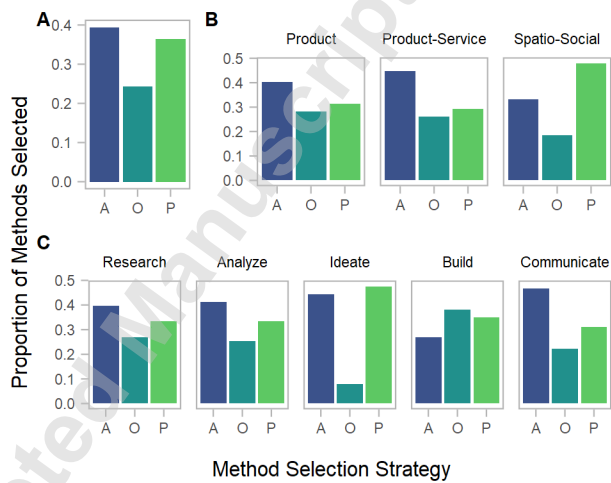 A
B
Product Product-Service Spatio-Social
0.4
0.3
0.2
0.1
0.0
A O P
0.5
0.4
0.3
0.2
0.1
0.0
A O P A O P A O P
Proportion of Methods Selected
C
Research Analyze Ideate Build Communicate
0.5
0.4
0.3
0.2
0.1
0.0
A O P A O P A O P A O P A O P
Method Selection Strategy
ted Manuscript